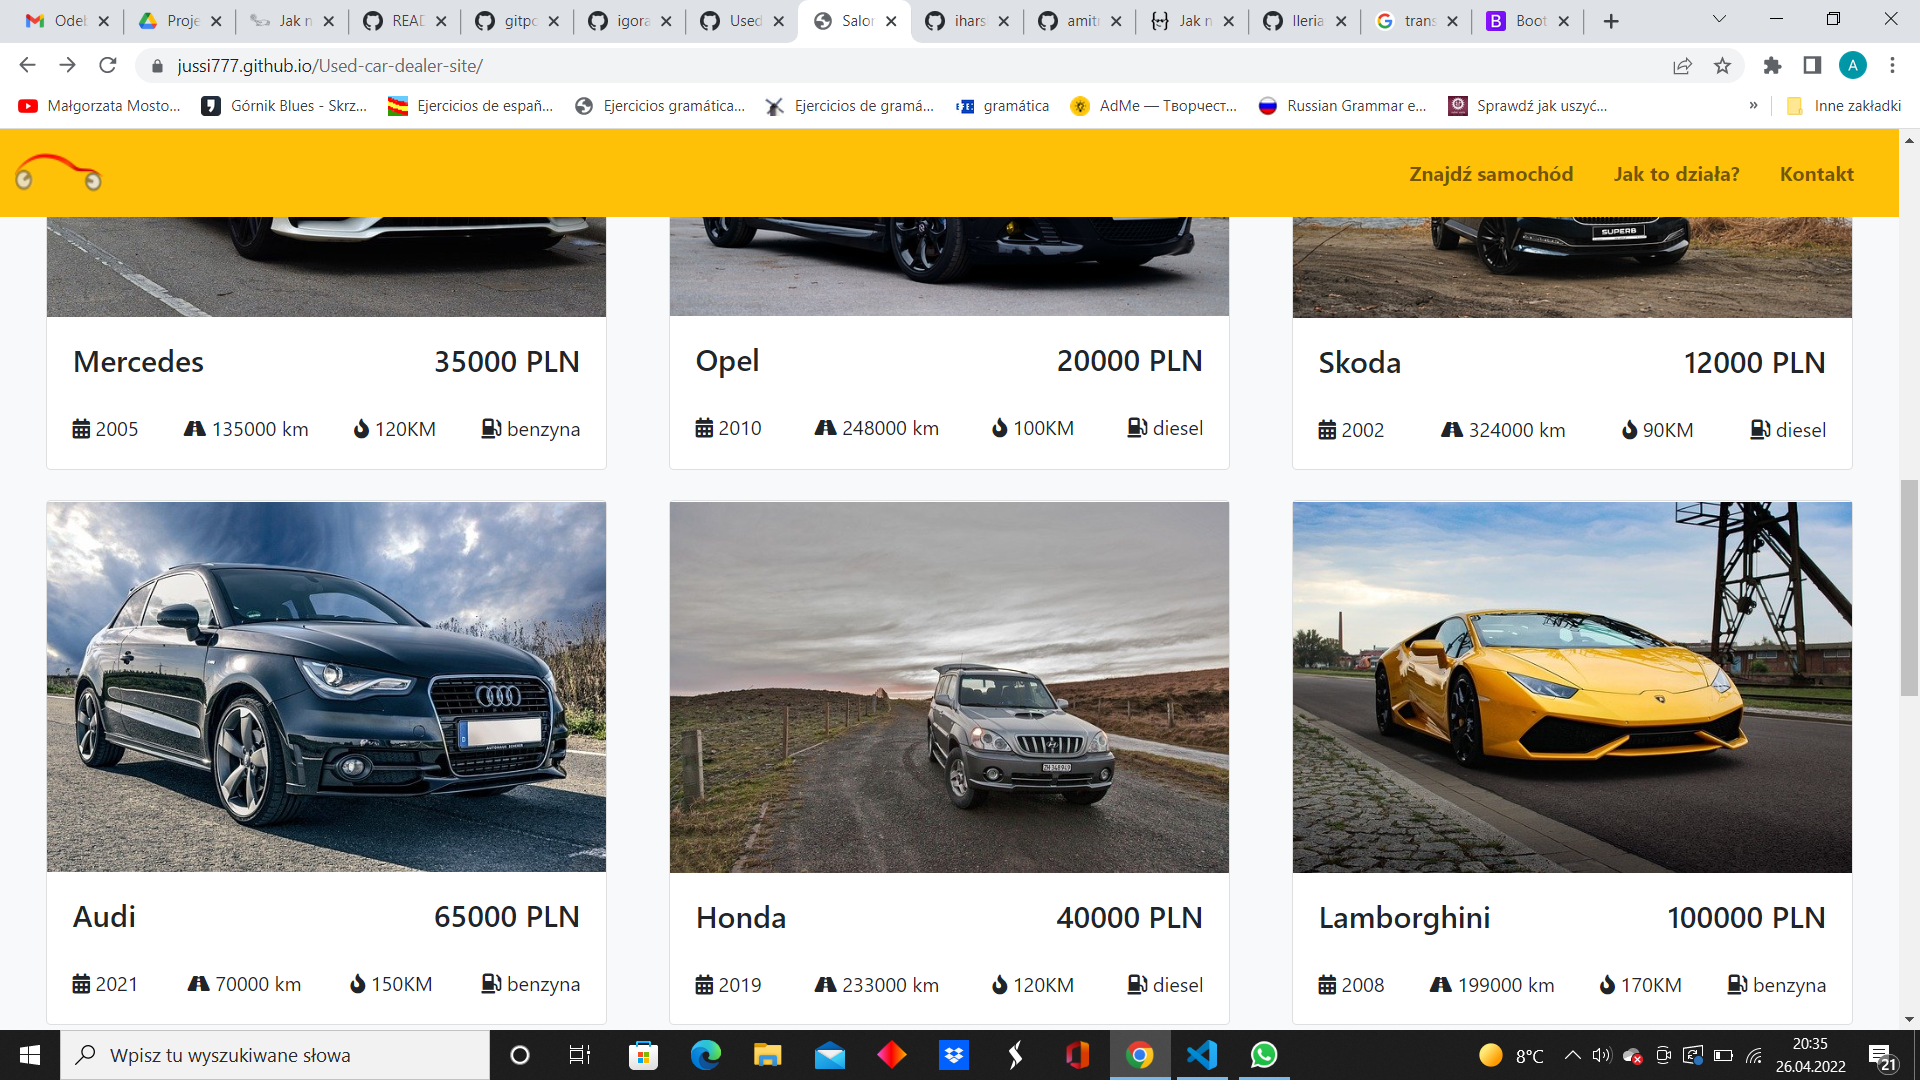 Odeb
Proje
Jak n
READ
gitpo
igora
Used
Salor
ihars
amitr
Jak n
Ileria
trans
Boot
jussi777.github.io/Used-car-dealer-site/
A
Małgorzata Mosto...
Górnik Blues - Skrz...
Ejercicios de españ...
Ejercicios gramática...
Ejercicios de gramá...
gramática
AdMe — Творчест...
Russian Grammar e...
Sprawdź jak uszyć...
»
Inne zakładki
Znajdź samochód
Jak to działa?
Kontakt
SUPERB
Mercedes 35000 PLN
2005 135000 km 120KM benzyna
Opel 20000 PLN
2010 248000 km 100KM diesel
Skoda 12000 PLN
2002 324000 km 90KM diesel
Audi 65000 PLN
2021 70000 km 150KM benzyna
Honda 40000 PLN
2019 233000 km 120KM diesel
Lamborghini 100000 PLN
2008 199000 km 170KM benzyna
Wpisz tu wyszukiwane słowa
8°C
20:35
26.04.2022
21